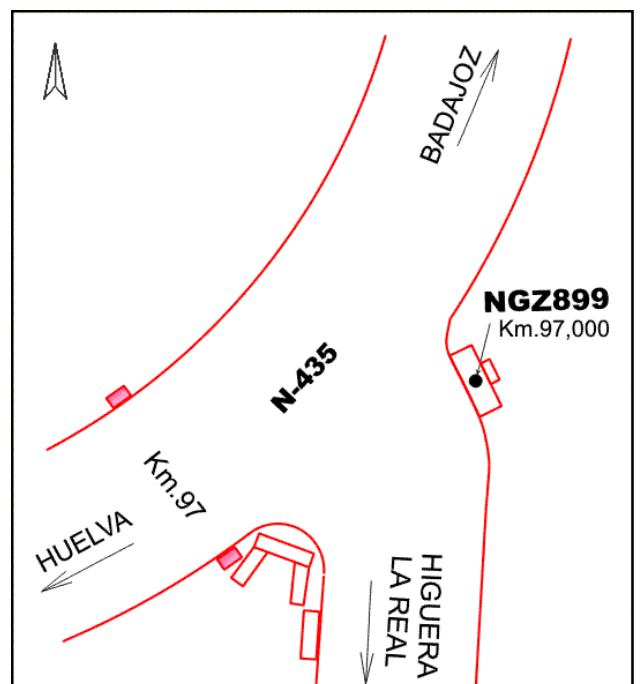 BADAJOZ
NGZ899
Km.97,000
N-435
Km.97
HUELVA
HIGUERA
LA REAL